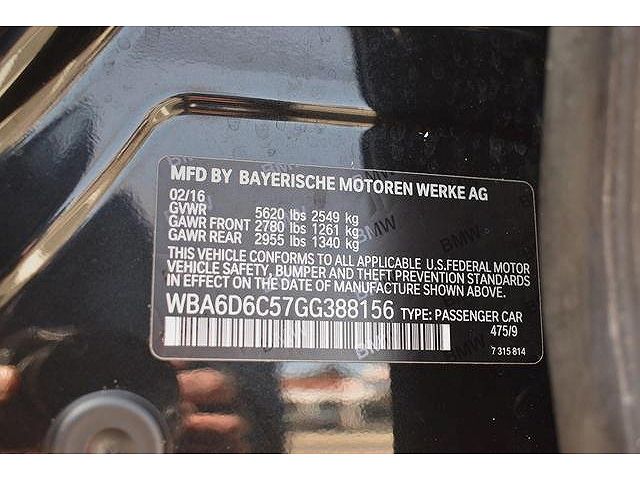 MFD BY BAYERISCHE MOTOREN WERKE AG
02/16
GVWR 5620 lbs 2549 kg
GAWR FRONT 2780 lbs 1261 kg
GAWR REAR 2955 lbs 1340 kg
THIS VEHICLE CONFORMS TO ALL APPLICABLE U.S.FEDERAL MOTOR
VEHICLE SAFETY, BUMPER AND THEFT PREVENTION STANDARDS
IN EFFECT ON THE DATE OF MANUFACTURE SHOWN ABOVE.
WBA6D6C57GG388156 TYPE: PASSENGER CAR
475/9
7 315 814
BMW
BMW
BMW